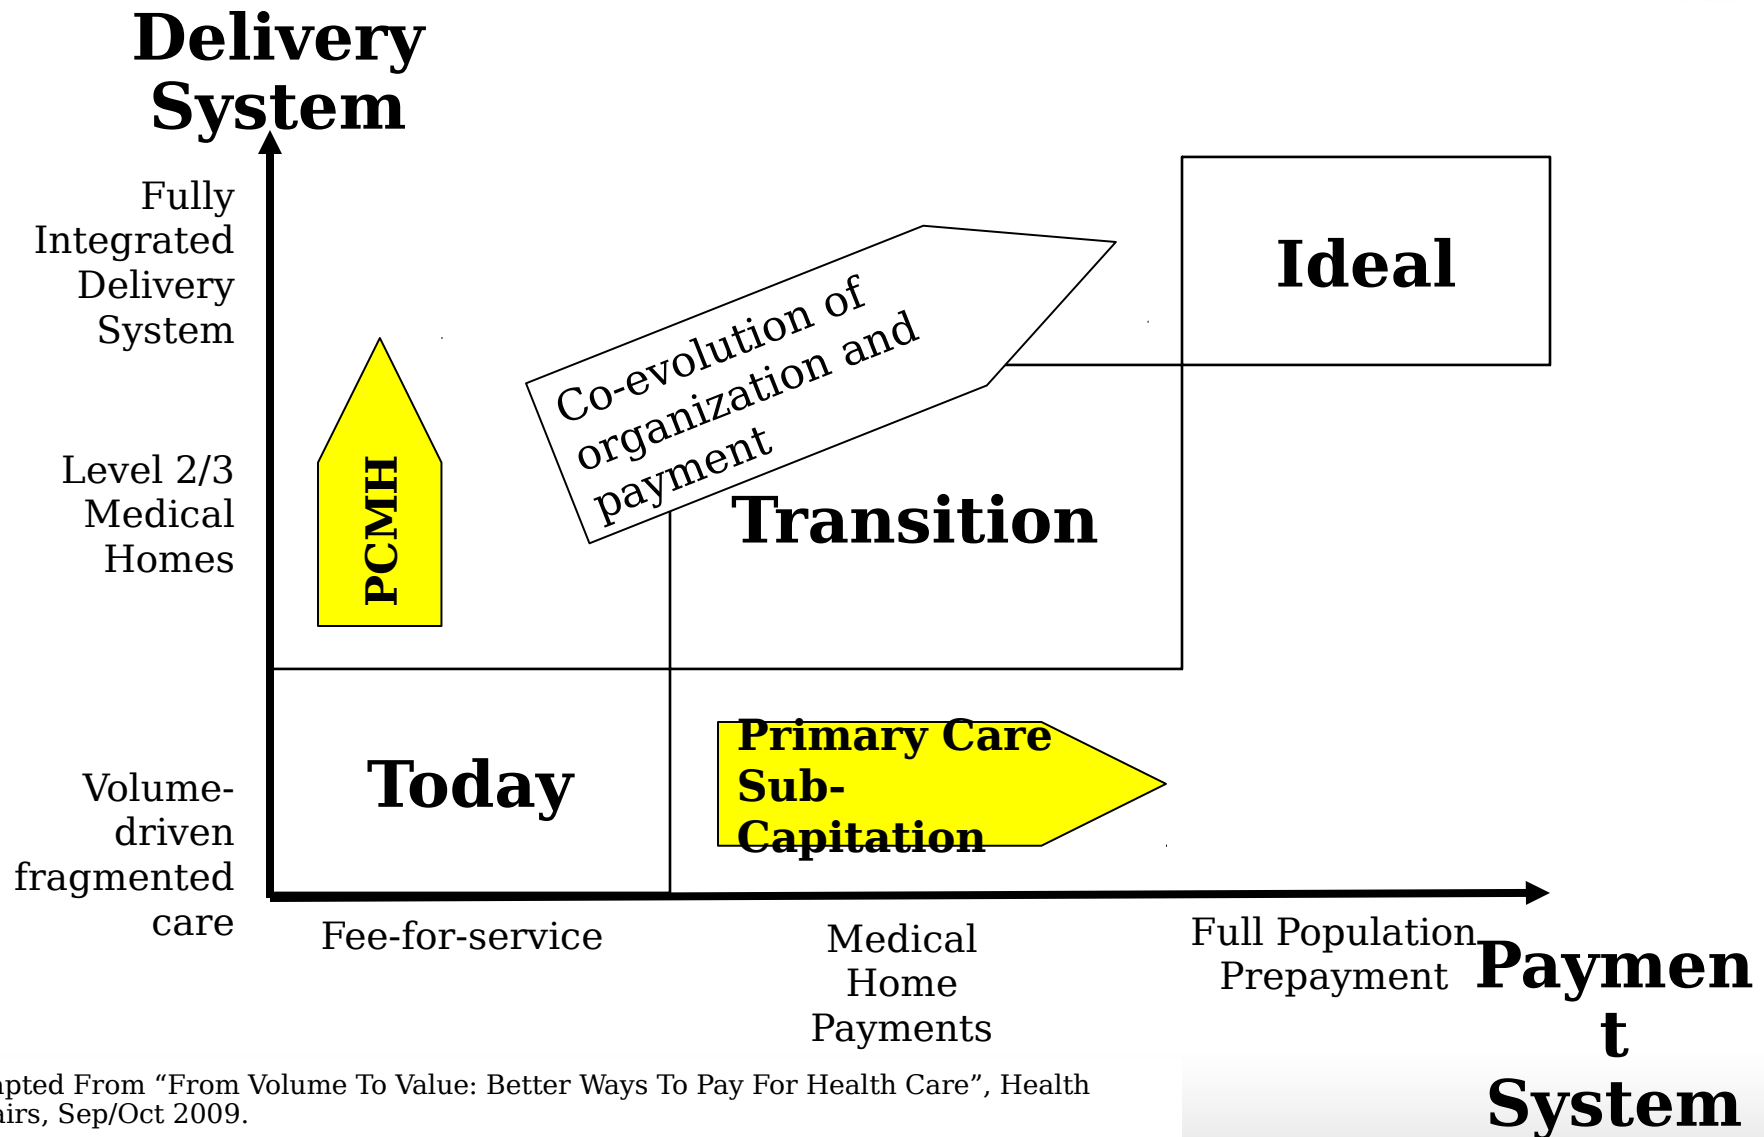 Delivery
System
Fully
Integrated
Delivery
System
Ideal
Co-evolution of
organization and
payment
Level 2/3
Medical
Homes
PCMH
Transition
Primary Care
Sub-
Capitation
Today
Volume-
driven
fragmented
care
Fee-for-service
Medical
Home
Payments
Full Population
Prepayment
Paymen
t
System
apted From “From Volume To Value: Better Ways To Pay For Health Care”, Health
airs, Sep/Oct 2009.